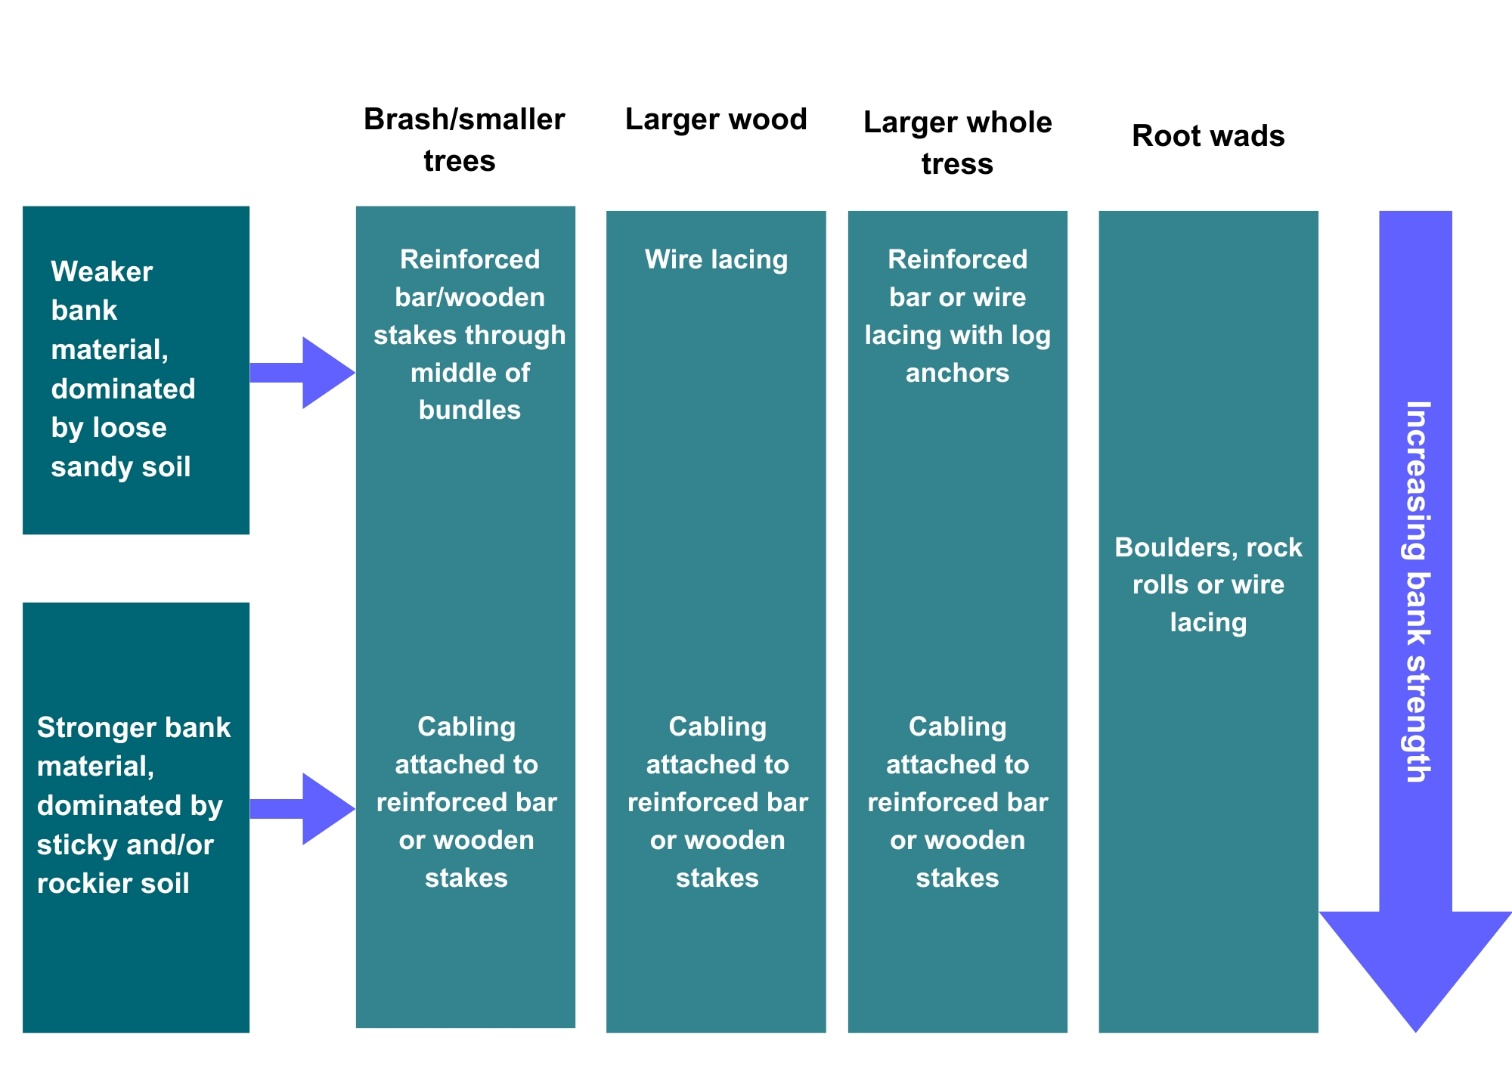 Brash/smaller
trees
Larger wood
Larger whole
tress
Root wads
Weaker
bank
material,
dominated
by loose
sandy soil
Reinforced
bar/wooden
stakes through
middle of
bundles
Wire lacing
Reinforced
bar or wire
lacing with log
anchors
Boulders, rock
rolls or wire
lacing
Increasing bank strength
Stronger bank
material,
dominated by
sticky and/or
rockier soil
Cabling
attached to
reinforced bar
or wooden
stakes
Cabling
attached to
reinforced bar
or wooden
stakes
Cabling
attached to
reinforced bar
or wooden
stakes